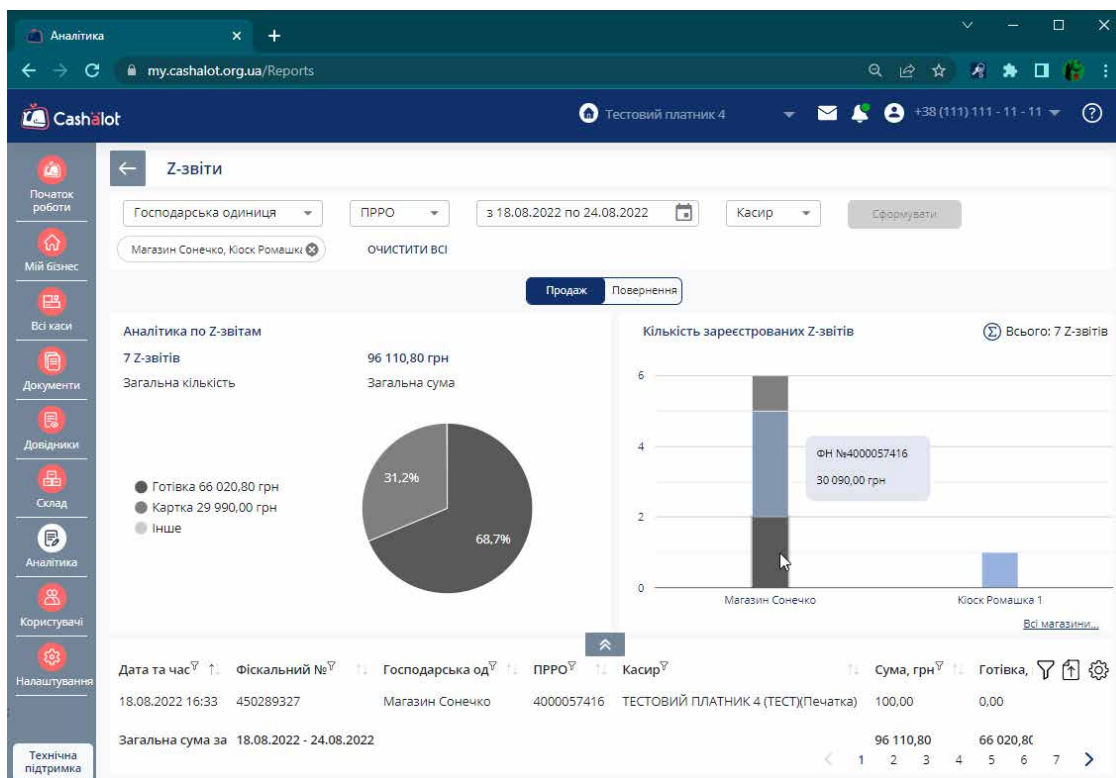 Аналітика
my.cashalot.org.ua/Reports
Cashalot
Тестовий платник 4
+38 (111) 111 - 11 - 11
Початок роботи
Мій бізнес
Всі каси
Документи
Довідники
Склад
Аналітика
Користувачі
Налаштування
Технічна підтримка
Z-звіти
Господарська одиниця
ПРРО
з 18.08.2022 по 24.08.2022
Касир
Сформувати
Магазин Сонечко, Кіоск Ромашка
ОЧИСТИТИ ВСІ
Продаж
Повернення
Аналітика по Z-звітам
7 Z-звітів
96 110,80 грн
Загальна кількість
Загальна сума
Готівка 66 020,80 грн
Картка 29 990,00 грн
Інше
31,2%
68,7%
Кількість зареєстрованих Z-звітів
Всього: 7 Z-звітів
6
4
2
0
ФН №4000057416
30 090,00 грн
Магазин Сонечко
Кіоск Ромашка 1
Всі магазини...
Дата та час Фіскальний № Господарська од ПРРО Касир Сума, грн Готівка,
18.08.2022 16:33 450289327 Магазин Сонечко 4000057416 ТЕСТОВИЙ ПЛАТНИК 4 (ТЕСТ)(Печатка) 100,00 0,00
Загальна сума за 18.08.2022 - 24.08.2022 96 110,80 66 020,80
1 2 3 4 5 6 7